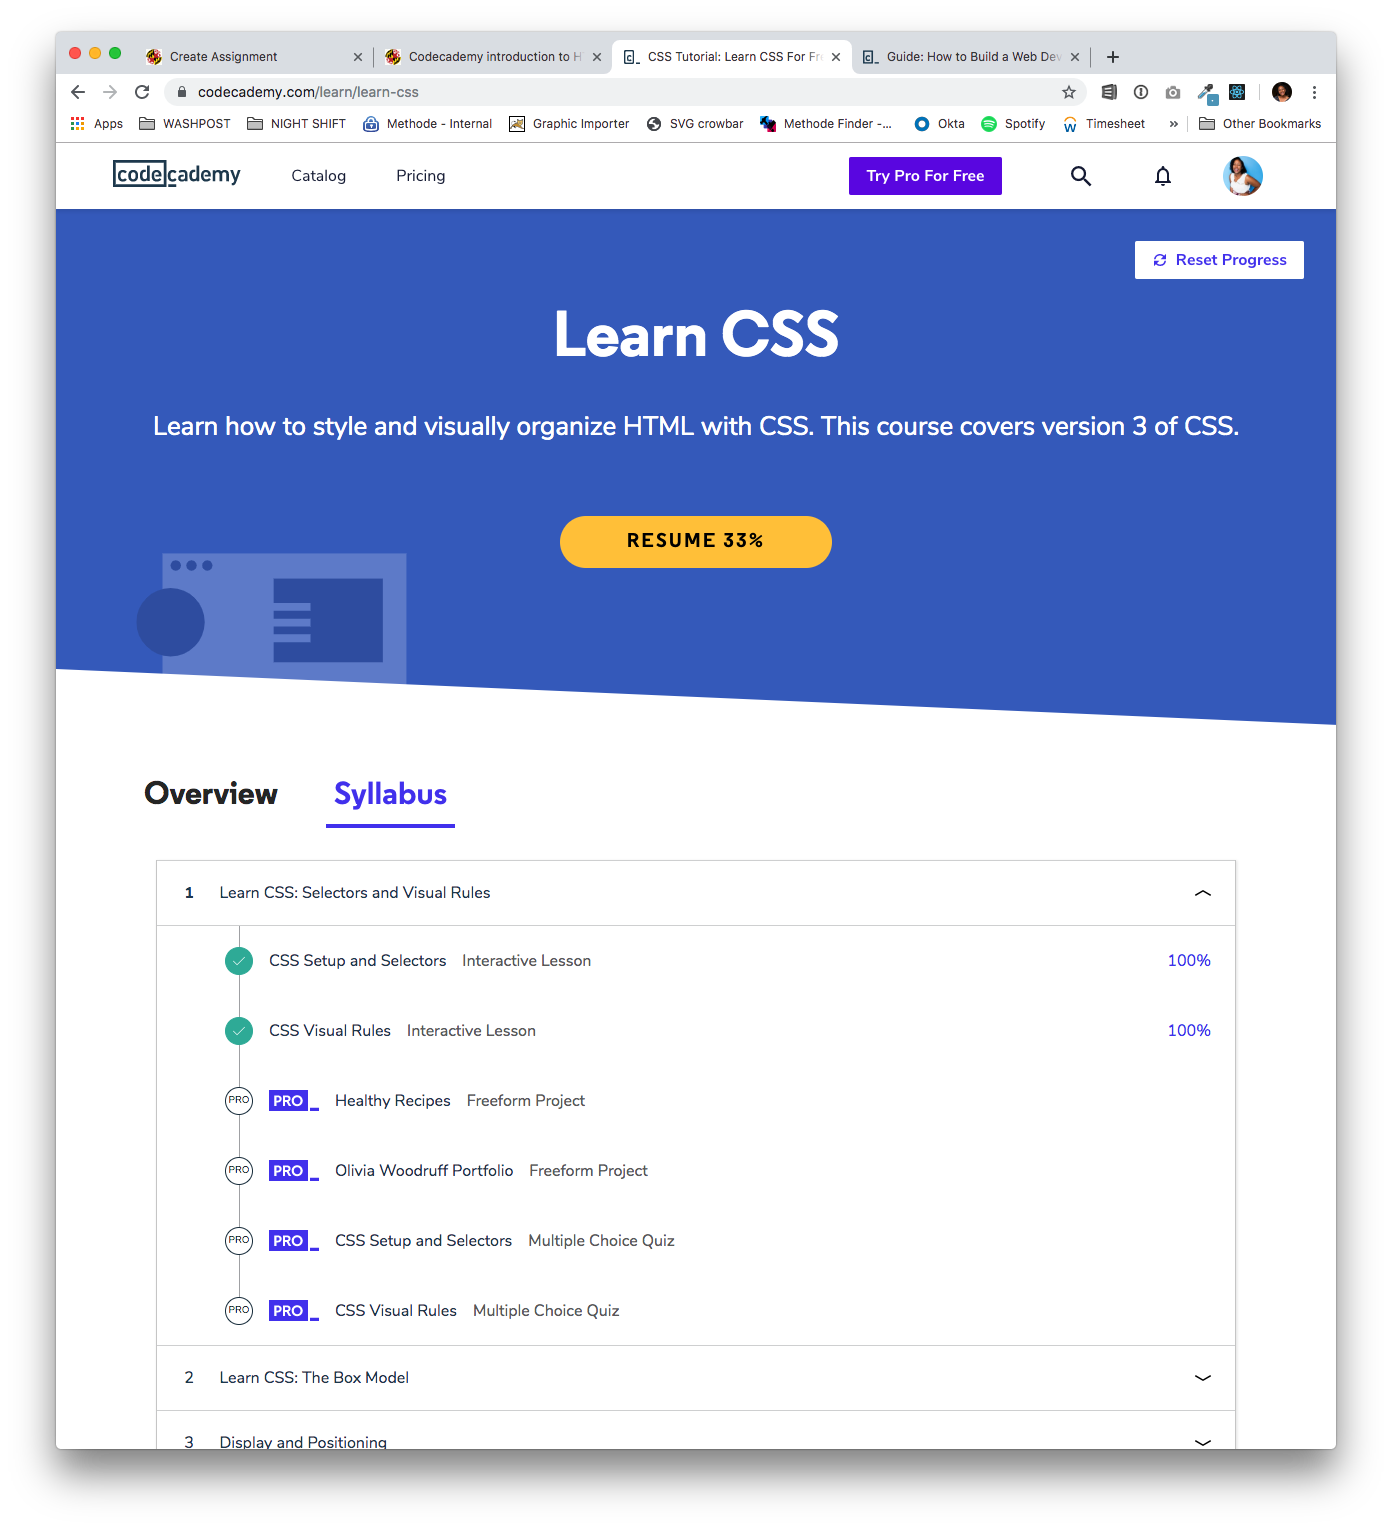 Create Assignment
Codecademy introduction to H
CSS Tutorial: Learn CSS For Fr
Guide: How to Build a Web Dev
codecademy.com/learn/learn-css
Apps WASHPOST NIGHT SHIFT Methode - Internal Graphic Importer SVG crowbar Methode Finder -... Okta Spotify Timesheet » Other Bookmarks
codecademy Catalog Pricing Try Pro For Free
Reset Progress
Learn CSS
Learn how to style and visually organize HTML with CSS. This course covers version 3 of CSS.
RESUME 33%
Overview Syllabus
1 Learn CSS: Selectors and Visual Rules
CSS Setup and Selectors Interactive Lesson 100%
CSS Visual Rules Interactive Lesson 100%
PRO PRO_ Healthy Recipes Freeform Project
PRO PRO_ Olivia Woodruff Portfolio Freeform Project
PRO PRO_ CSS Setup and Selectors Multiple Choice Quiz
PRO PRO_ CSS Visual Rules Multiple Choice Quiz
2 Learn CSS: The Box Model
3 Display and Positioning